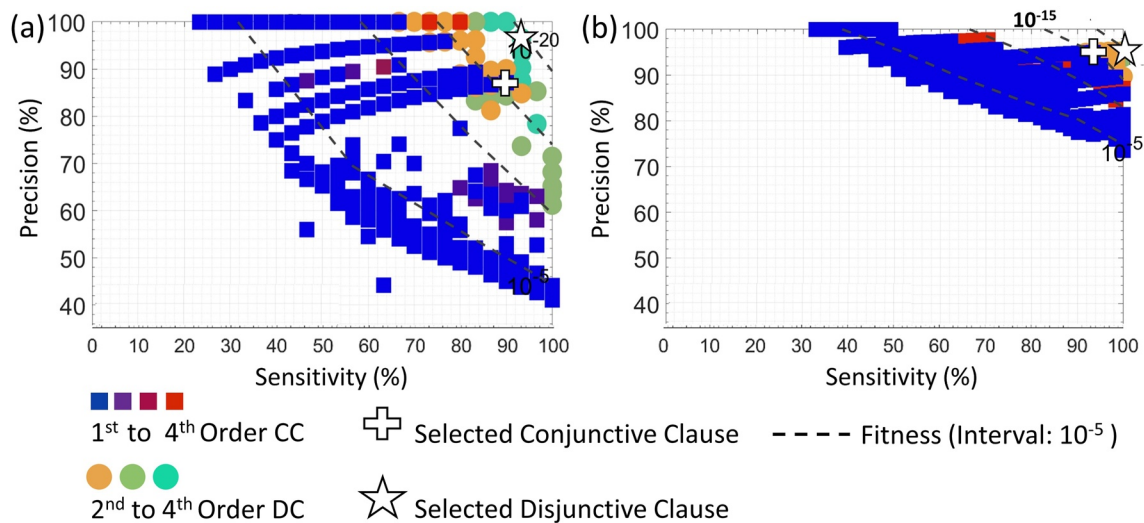 (a)
100
90
80
70
60
50
40
Precision (%)
0 10 20 30 40 50 60 70 80 90 100
Sensitivity (%)
-20
10-5
(b)
10-15
100
90
80
70
60
50
40
Precision (%)
0 10 20 30 40 50 60 70 80 90 100
Sensitivity (%)
10-5
1st to 4th Order CC
Selected Conjunctive Clause
Fitness (Interval: 10-5 )
2nd to 4th Order DC
Selected Disjunctive Clause